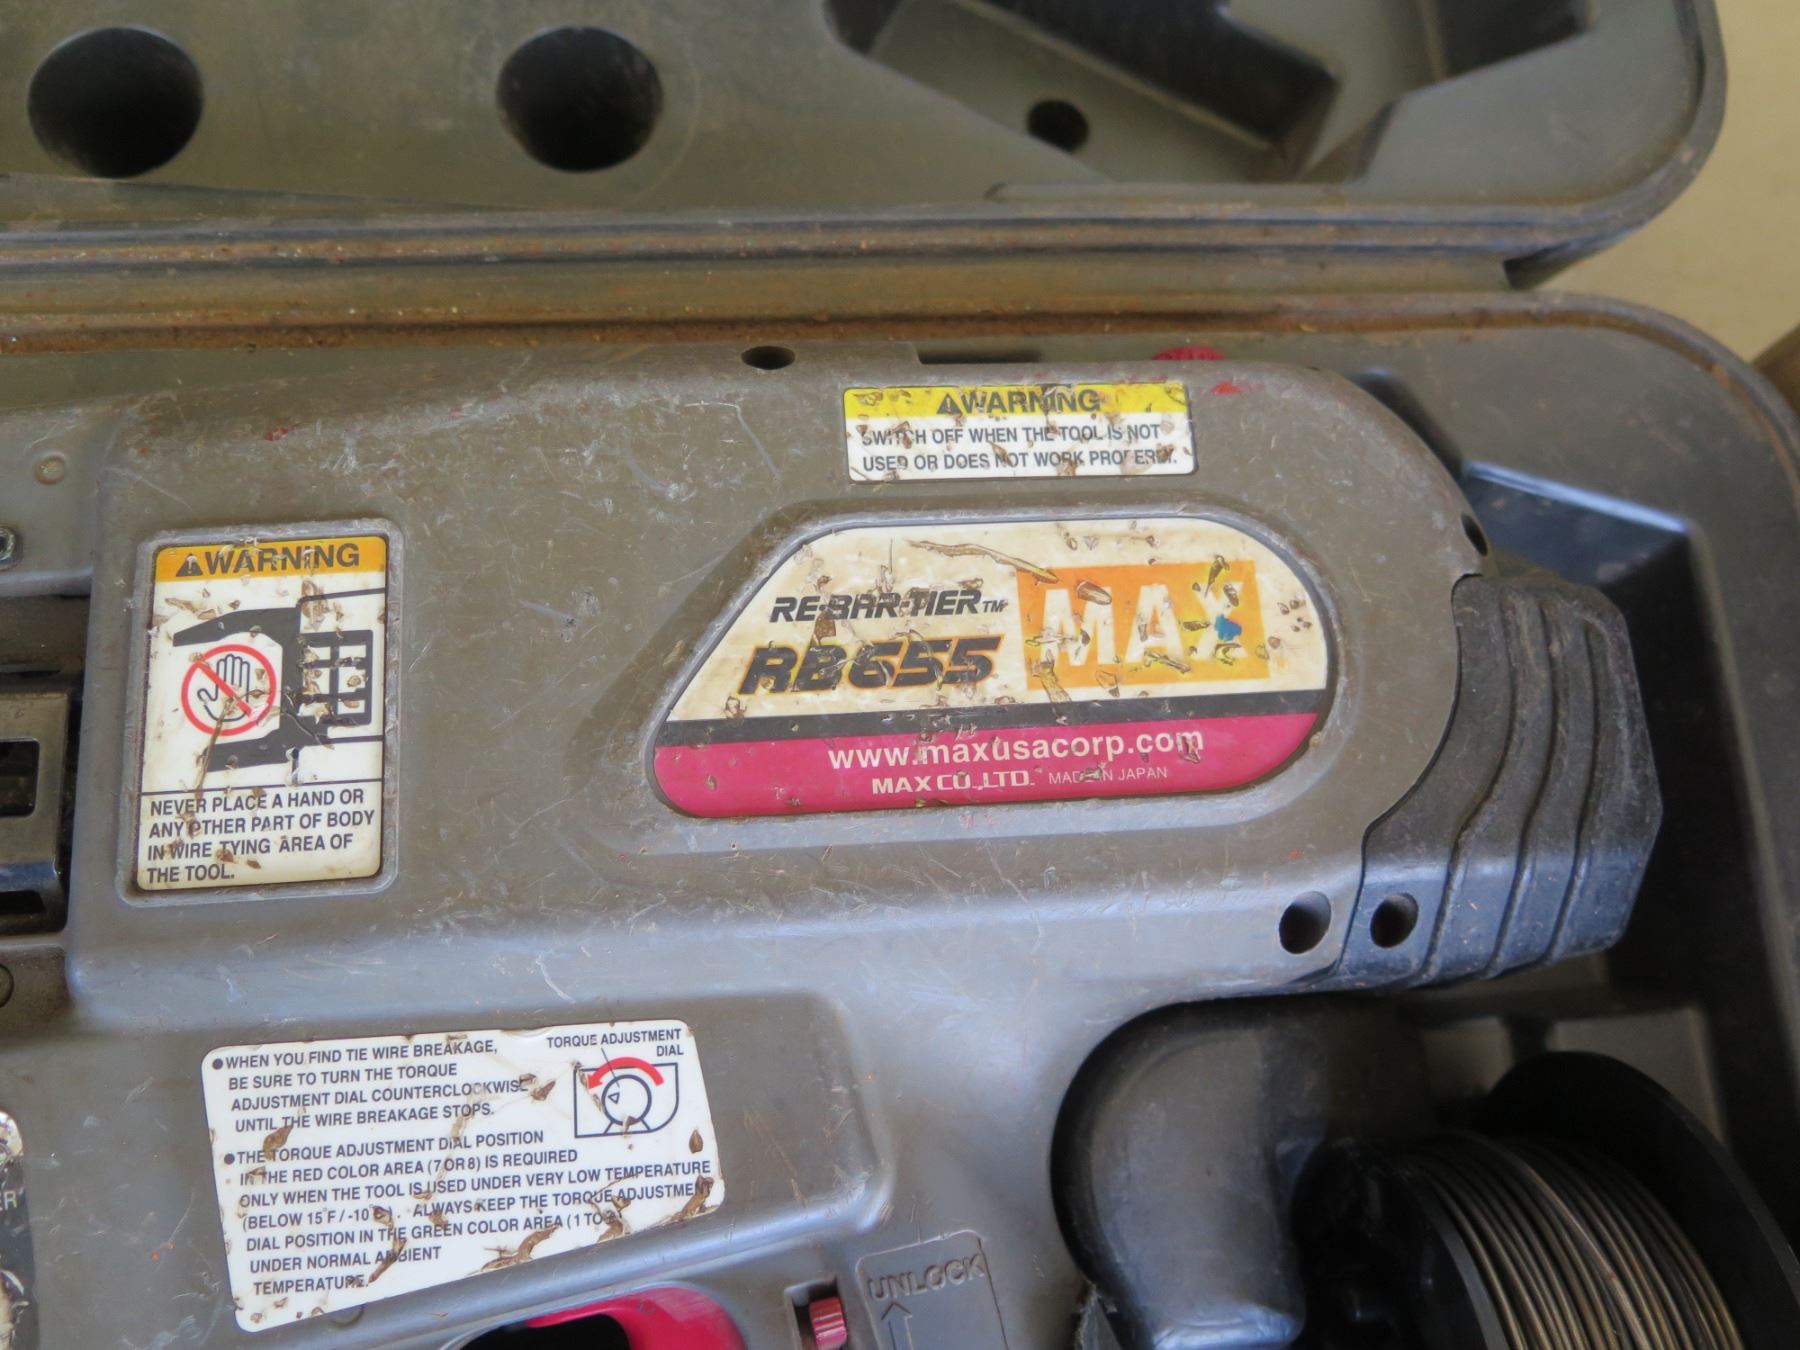 WARNING
SWITCH OFF WHEN THE TOOL IS NOT
USED OR DOES NOT WORK PROPERLY.
WARNING
NEVER PLACE A HAND OR
ANY OTHER PART OF BODY
IN WIRE TYING AREA OF
THE TOOL.
RE-BAR-TIER™
RB655
MAX
www.maxusacorp.com
MAX CO.,LTD. MADE IN JAPAN
● WHEN YOU FIND TIE WIRE BREAKAGE,
BE SURE TO TURN THE TORQUE
ADJUSTMENT DIAL COUNTERCLOCKWISE
UNTIL THE WIRE BREAKAGE STOPS.
TORQUE ADJUSTMENT
DIAL
● THE TORQUE ADJUSTMENT DIAL POSITION
IN THE RED COLOR AREA (7 OR 8) IS REQUIRED
ONLY WHEN THE TOOL IS USED UNDER VERY LOW TEMPERATURE
(BELOW 15 F / -10 C). ALWAYS KEEP THE TORQUE ADJUSTMENT
DIAL POSITION IN THE GREEN COLOR AREA (1 TO
UNDER NORMAL AMBIENT
TEMPERATURE.
UNLOCK